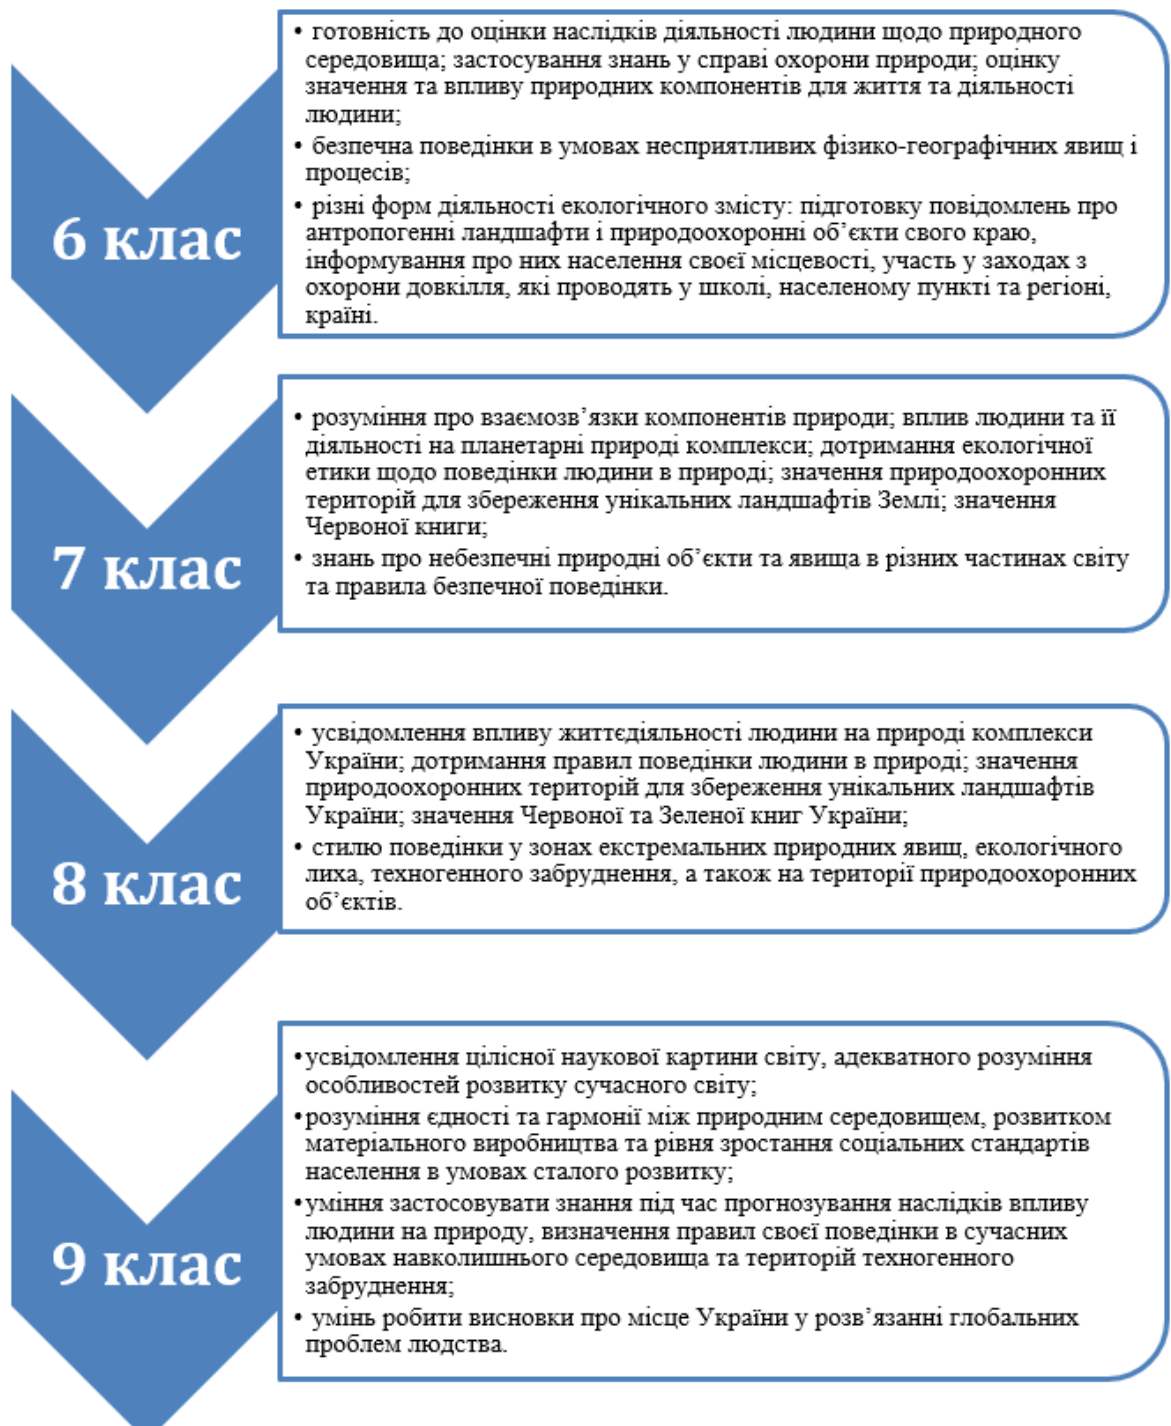 6 клас
• готовність до оцінки наслідків діяльності людини щодо природного
середовища; застосування знань у справі охорони природи; оцінку
значення та впливу природних компонентів для життя та діяльності
людини;
• безпечна поведінки в умовах несприятливих фізико-географічних явищ і
процесів;
• різні форм діяльності екологічного змісту: підготовку повідомлень про
антропогенні ландшафти і природоохоронні об’єкти свого краю,
інформування про них населення своєї місцевості, участь у заходах з
охорони довкілля, які проводять у школі, населеному пункті та регіоні,
країні.
7 клас
• розуміння про взаємозв’язки компонентів природи; вплив людини та її
діяльності на планетарні природі комплекси; дотримання екологічної
етики щодо поведінки людини в природі; значення природоохоронних
територій для збереження унікальних ландшафтів Землі; значення
Червоної книги;
• знань про небезпечні природні об’єкти та явища в різних частинах світу
та правила безпечної поведінки.
8 клас
• усвідомлення впливу життєдіяльності людини на природі комплекси
України; дотримання правил поведінки людини в природі; значення
природоохоронних територій для збереження унікальних ландшафтів
України; значення Червоної та Зеленої книг України;
• стилю поведінки у зонах екстремальних природних явищ, екологічного
лиха, техногенного забруднення, а також на території природоохоронних
об’єктів.
9 клас
•усвідомлення цілісної наукової картини світу, адекватного розуміння
особливостей розвитку сучасного світу;
•розуміння єдності та гармонії між природним середовищем, розвитком
матеріального виробництва та рівня зростання соціальних стандартів
населення в умовах сталого розвитку;
•уміння застосовувати знання під час прогнозування наслідків впливу
людини на природу, визначення правил своєї поведінки в сучасних
умовах навколишнього середовища та територій техногенного
забруднення;
• умінь робити висновки про місце України у розв’язанні глобальних
проблем людства.